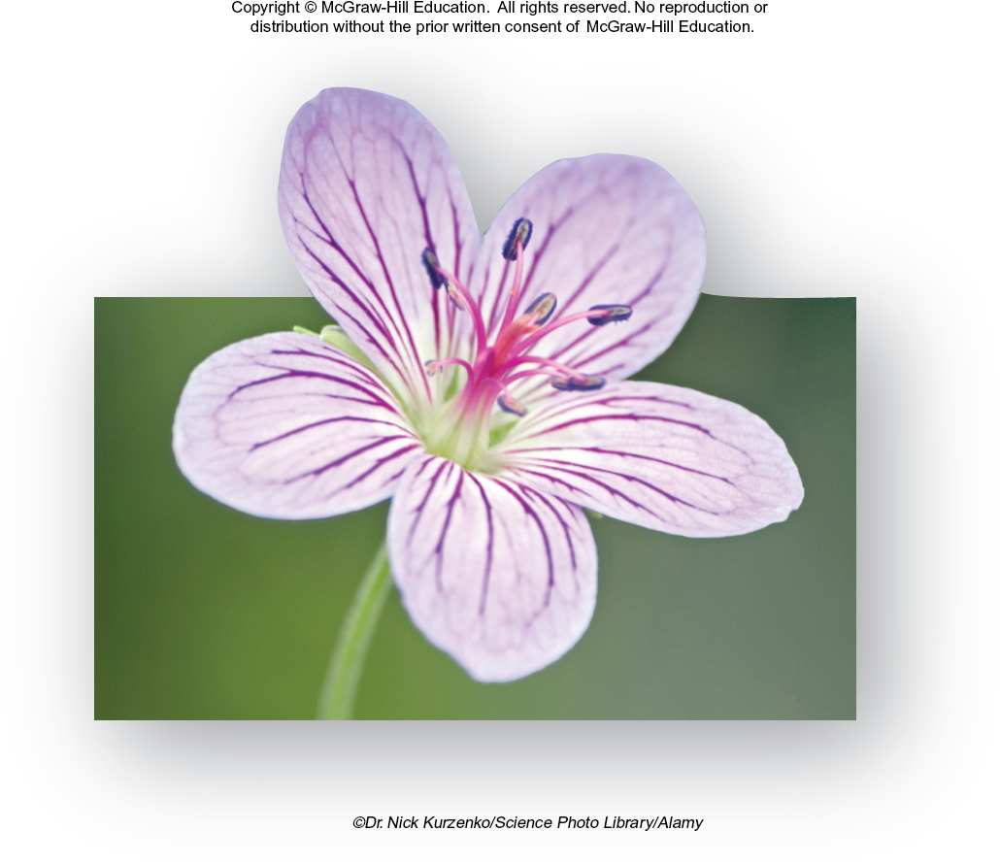 Copyright © McGraw-Hill Education. All rights reserved. No reproduction or
distribution without the prior written consent of McGraw-Hill Education.
©Dr. Nick Kurzenko/Science Photo Library/Alamy